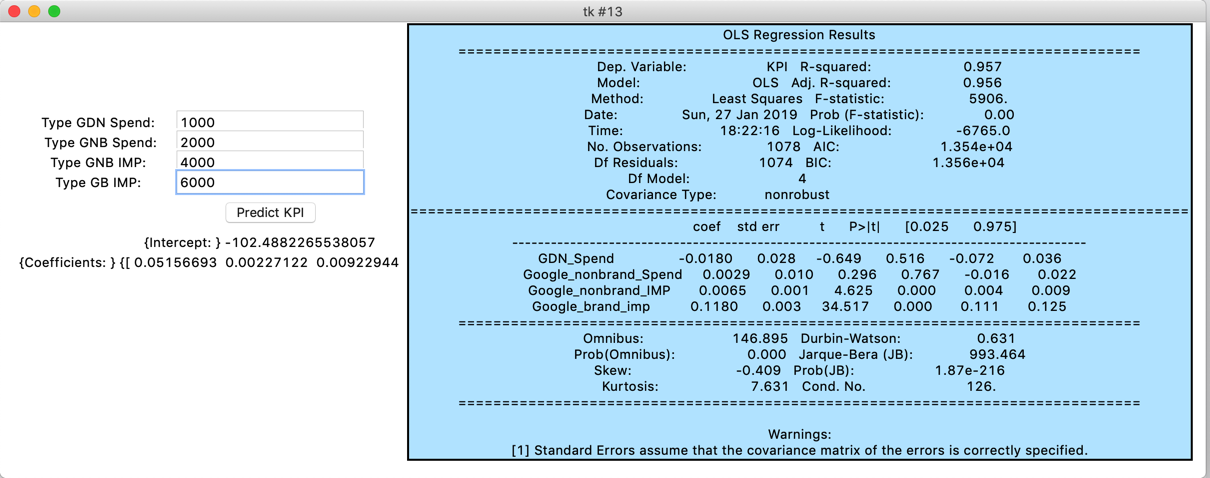 tk #13
Type GDN Spend: 1000
Type GNB Spend: 2000
Type GNB IMP: 4000
Type GB IMP: 6000
Predict KPI
{Intercept: } -102.4882265538057
{Coefficients: } {[ 0.05156693 0.00227122 0.00922944
OLS Regression Results
==============================================================================
Dep. Variable: KPI R-squared: 0.957
Model: OLS Adj. R-squared: 0.956
Method: Least Squares F-statistic: 5906.
Date: Sun, 27 Jan 2019 Prob (F-statistic): 0.00
Time: 18:22:16 Log-Likelihood: -6765.0
No. Observations: 1078 AIC: 1.354e+04
Df Residuals: 1074 BIC: 1.356e+04
Df Model: 4
Covariance Type: nonrobust
=========================================================================================
coef std err t P>|t| [0.025 0.975]
-----------------------------------------------------------------------------------------
GDN_Spend -0.0180 0.028 -0.649 0.516 -0.072 0.036
Google_nonbrand_Spend 0.0029 0.010 0.296 0.767 -0.016 0.022
Google_nonbrand_IMP 0.0065 0.001 4.625 0.000 0.004 0.009
Google_brand_imp 0.1180 0.003 34.517 0.000 0.111 0.125
==============================================================================
Omnibus: 146.895 Durbin-Watson: 0.631
Prob(Omnibus): 0.000 Jarque-Bera (JB): 993.464
Skew: -0.409 Prob(JB): 1.87e-216
Kurtosis: 7.631 Cond. No. 126.
==============================================================================
Warnings:
[1] Standard Errors assume that the covariance matrix of the errors is correctly specified.